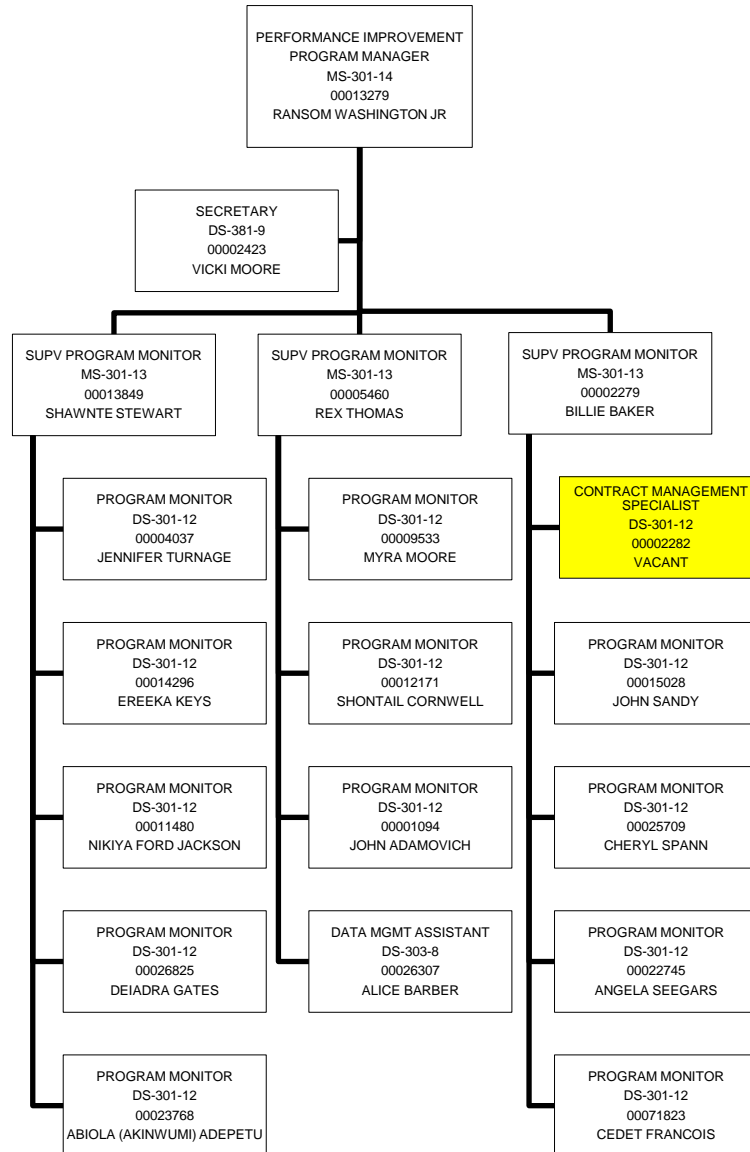 PERFORMANCE IMPROVEMENT
PROGRAM MANAGER
MS-301-14
00013279
RANSOM WASHINGTON JR
SECRETARY
DS-381-9
00002423
VICKI MOORE
SUPV PROGRAM MONITOR
MS-301-13
00013849
SHAWNTE STEWART
PROGRAM MONITOR
DS-301-12
00004037
JENNIFER TURNAGE
PROGRAM MONITOR
DS-301-12
00014296
EREEKA KEYS
PROGRAM MONITOR
DS-301-12
00011480
NIKIYA FORD JACKSON
PROGRAM MONITOR
DS-301-12
00026825
DEIADRA GATES
PROGRAM MONITOR
DS-301-12
00023768
ABIOLA (AKINWUMI) ADEPETU
SUPV PROGRAM MONITOR
MS-301-13
00005460
REX THOMAS
PROGRAM MONITOR
DS-301-12
00009533
MYRA MOORE
PROGRAM MONITOR
DS-301-12
00012171
SHONTAIL CORNWELL
PROGRAM MONITOR
DS-301-12
00001094
JOHN ADAMOVICH
DATA MGMT ASSISTANT
DS-303-8
00026307
ALICE BARBER
SUPV PROGRAM MONITOR
MS-301-13
00002279
BILLIE BAKER
CONTRACT MANAGEMENT
SPECIALIST
DS-301-12
00002282
VACANT
PROGRAM MONITOR
DS-301-12
00015028
JOHN SANDY
PROGRAM MONITOR
DS-301-12
00025709
CHERYL SPANN
PROGRAM MONITOR
DS-301-12
00022745
ANGELA SEEGARS
PROGRAM MONITOR
DS-301-12
00071823
CEDET FRANCOIS